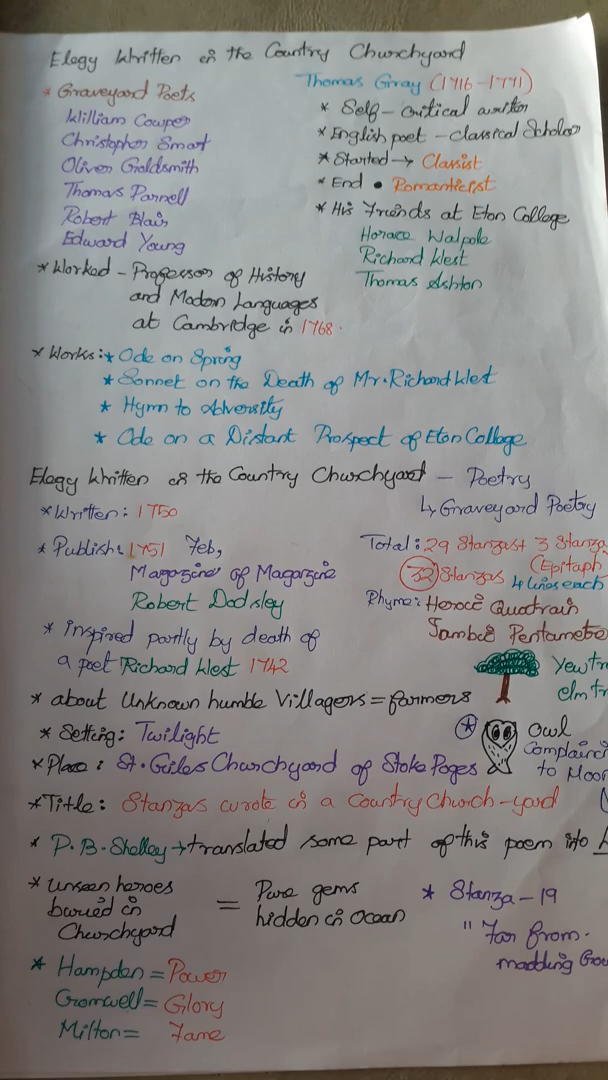 Elegy Written in the Country Churchyard
* Graveyard Poets
William Cowper
Christopher Smart
Oliver Goldsmith
Thomas Parnell
Robert Blair
Edward Young
* Worked - Professor of History
and Modern Languages
at Cambridge in 1768.
Thomas Gray (1716 - 1771)
* Self - critical writer
* English poet - classical Scholar
* Started → Classist
* End • Romanticist
* His Friends at Eton College
Horace Walpole
Richard West
Thomas Ashton
* Works: * Ode on Spring
* Sonnet on the Death of Mr. Richard West
* Hymn to Adversity
* Ode on a Distant Prospect of Eton College
Elegy Written in the Country Churchyard - Poetry
↳ Graveyard Poetry
* Written: 1750
* Publish: 1751 Feb,
Magazine of Magazine
Robert Dodsley
* inspired partly by death of
a poet Richard West 1742
Total: 29 Stanzas + 3 Stanza
(Epitaph
32 Stanzas 4 lines each
Rhyme: Heroic Quatrain
Iambic Pentamete
* about Unknown humble Villagers = farmers
Yewtr
elm tr
* Setting: Twilight
* Place: St. Giles Churchyard of Stoke Poges
* Owl
Complainin
to Moon
* Title: Stanzas wrote in a Country Church-yard
* P. B. Shelley → translated some part of this poem into
* Unseen heroes
buried in
Churchyard
= Pure gems
hidden in Ocean
* Stanza - 19
" Far from.
madding Crow
* Hampden = Power
Cromwell = Glory
Milton = Fame